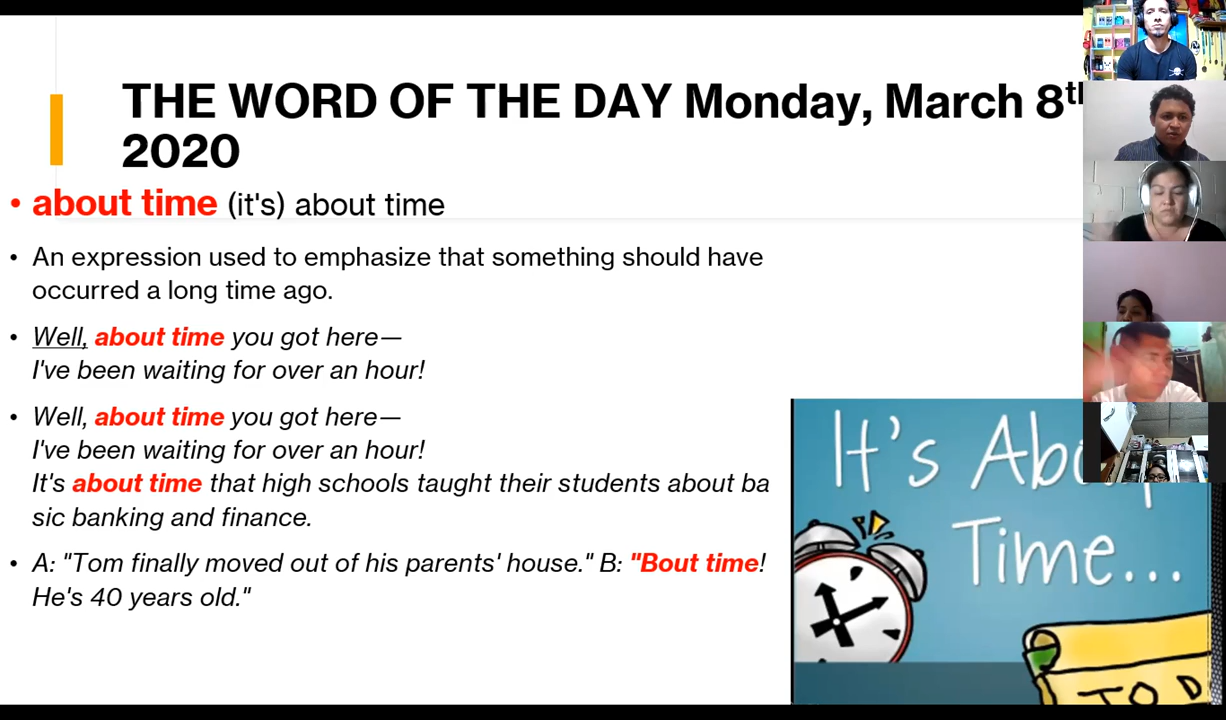 THE WORD OF THE DAY Monday, March 8th
2020
• about time (it's) about time
• An expression used to emphasize that something should have
occurred a long time ago.
• Well, about time you got here—
I've been waiting for over an hour!
• Well, about time you got here—
I've been waiting for over an hour!
It's about time that high schools taught their students about ba
sic banking and finance.
• A: "Tom finally moved out of his parents' house." B: "Bout time!
He's 40 years old."
It's
Time...
TO D